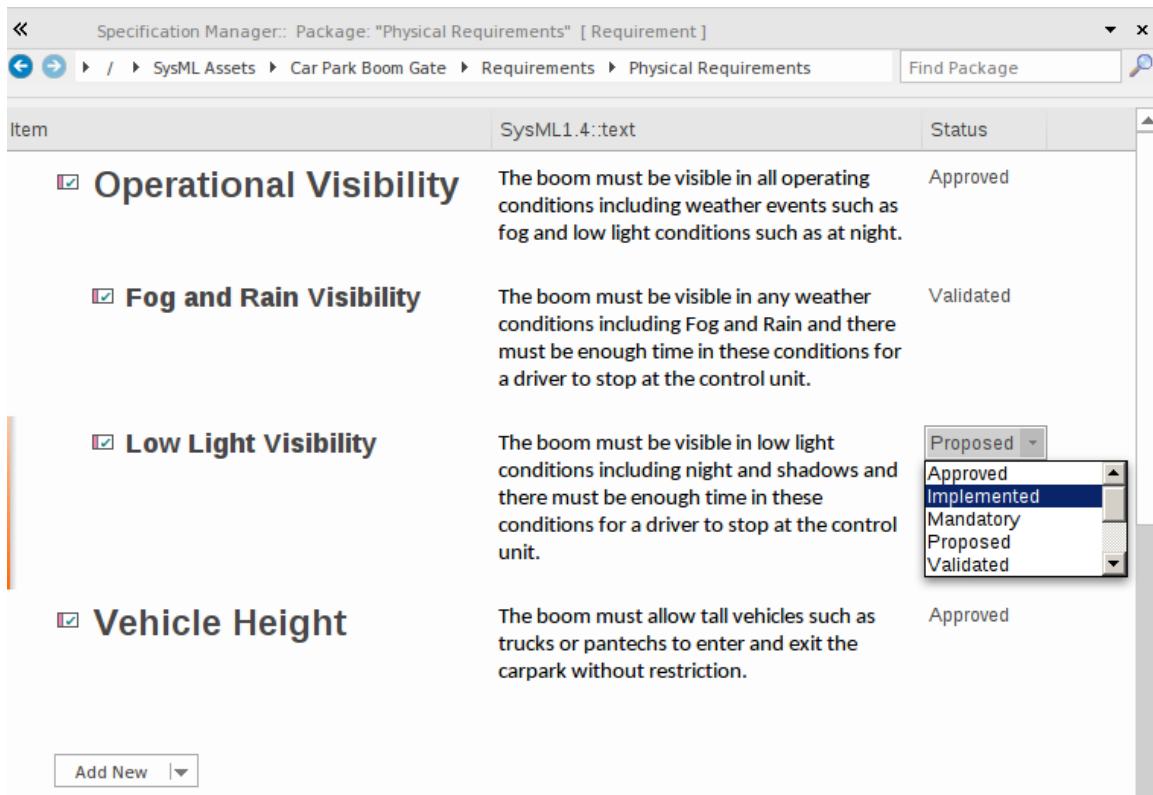 Specification Manager:: Package: "Physical Requirements" [ Requirement ]
/ SysML Assets Car Park Boom Gate Requirements Physical Requirements Find Package
Item SysML1.4::text Status
Operational Visibility
The boom must be visible in all operating
conditions including weather events such as
fog and low light conditions such as at night.
Approved
Fog and Rain Visibility
The boom must be visible in any weather
conditions including Fog and Rain and there
must be enough time in these conditions for
a driver to stop at the control unit.
Validated
Low Light Visibility
The boom must be visible in low light
conditions including night and shadows and
there must be enough time in these
conditions for a driver to stop at the control
unit.
Proposed
Approved
Implemented
Mandatory
Proposed
Validated
Vehicle Height
The boom must allow tall vehicles such as
trucks or pantechs to enter and exit the
carpark without restriction.
Approved
Add New